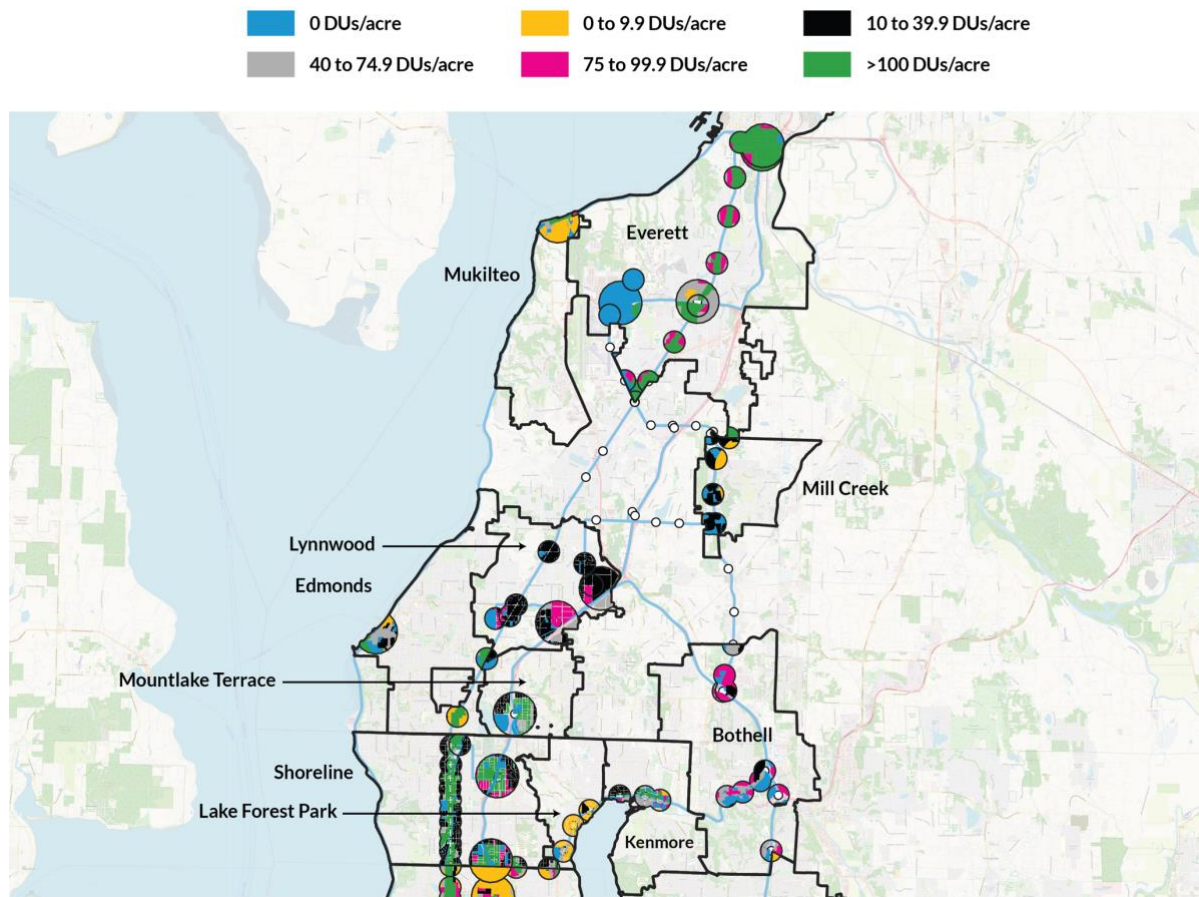 0 DUs/acre
0 to 9.9 DUs/acre
10 to 39.9 DUs/acre
40 to 74.9 DUs/acre
75 to 99.9 DUs/acre
>100 DUs/acre
Everett
Mukilteo
Mill Creek
Lynnwood
Edmonds
Mountlake Terrace
Bothell
Shoreline
Lake Forest Park
Kenmore